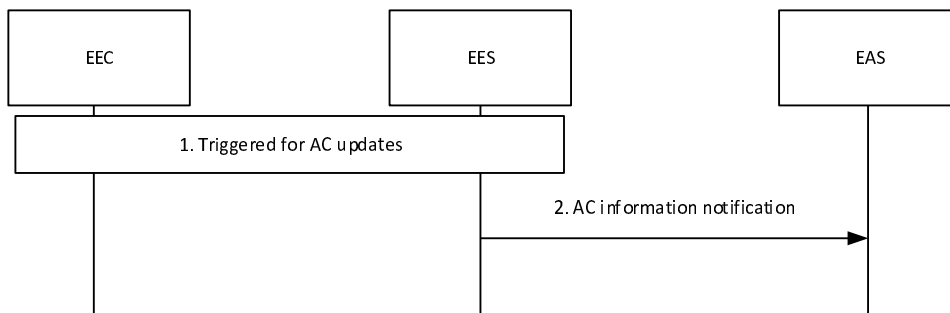 EEC
EES
EAS
1. Triggered for AC updates
2. AC information notification